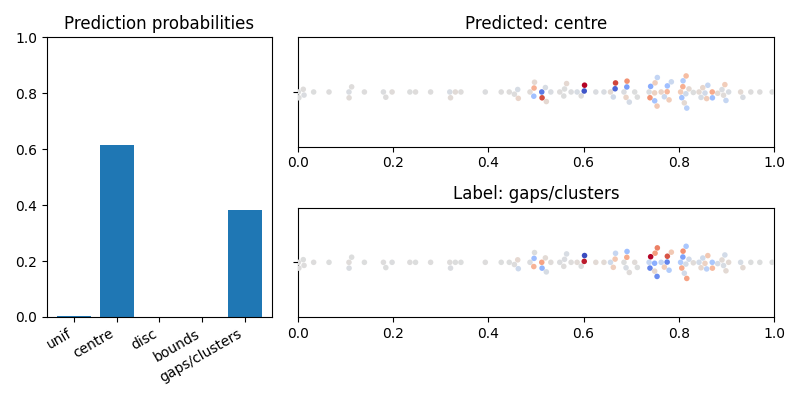 Prediction probabilities
1.0
0.8
0.6
0.4
0.2
0.0
unif
centre
disc
bounds
gaps/clusters
Predicted: centre
0.0 0.2 0.4 0.6 0.8 1.0
Label: gaps/clusters
0.0 0.2 0.4 0.6 0.8 1.0